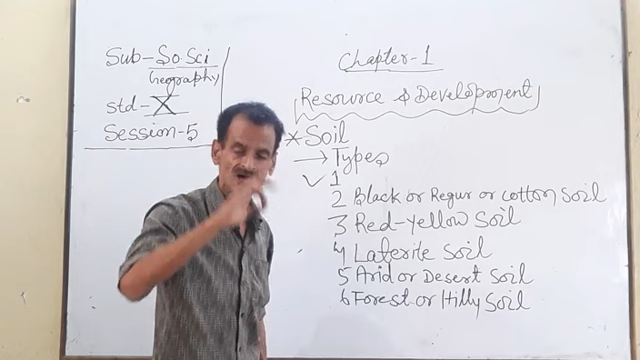 Sub-So.Sci
Geography
std-X
Session-5
Chapter-1
Resource & Development
* Soil
→ Types
✓ 1
2 Black or Regur or cotton soil
3 Red-yellow Soil
4 Laterite soil
5 Arid or Desert soil
6 Forest or Hilly Soil